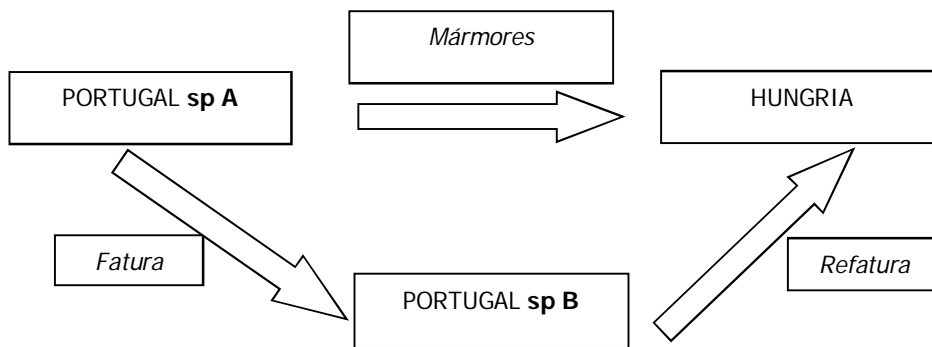 Mármores
PORTUGAL sp A
HUNGRIA
Fatura
Refatura
PORTUGAL sp B